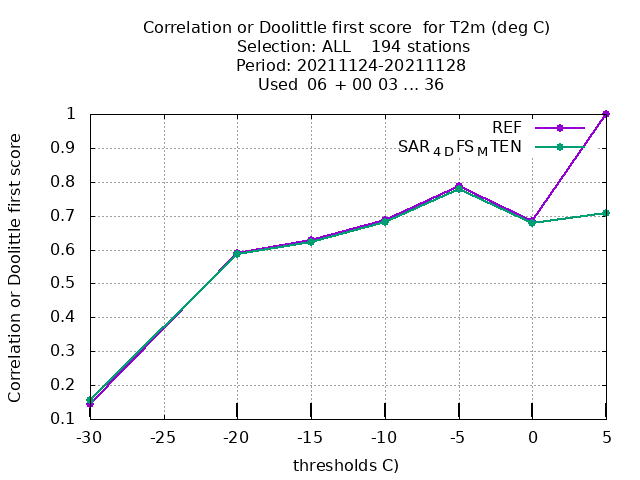 Correlation or Doolittle first score  for T2m (deg C)
Selection: ALL    194 stations
Period: 20211124-20211128
Used  06 + 00 03 ... 36
REF
SAR4DFSMTEN
Correlation or Doolittle first score
1
0.9
0.8
0.7
0.6
0.5
0.4
0.3
0.2
0.1
-30 -25 -20 -15 -10 -5 0 5
thresholds C)